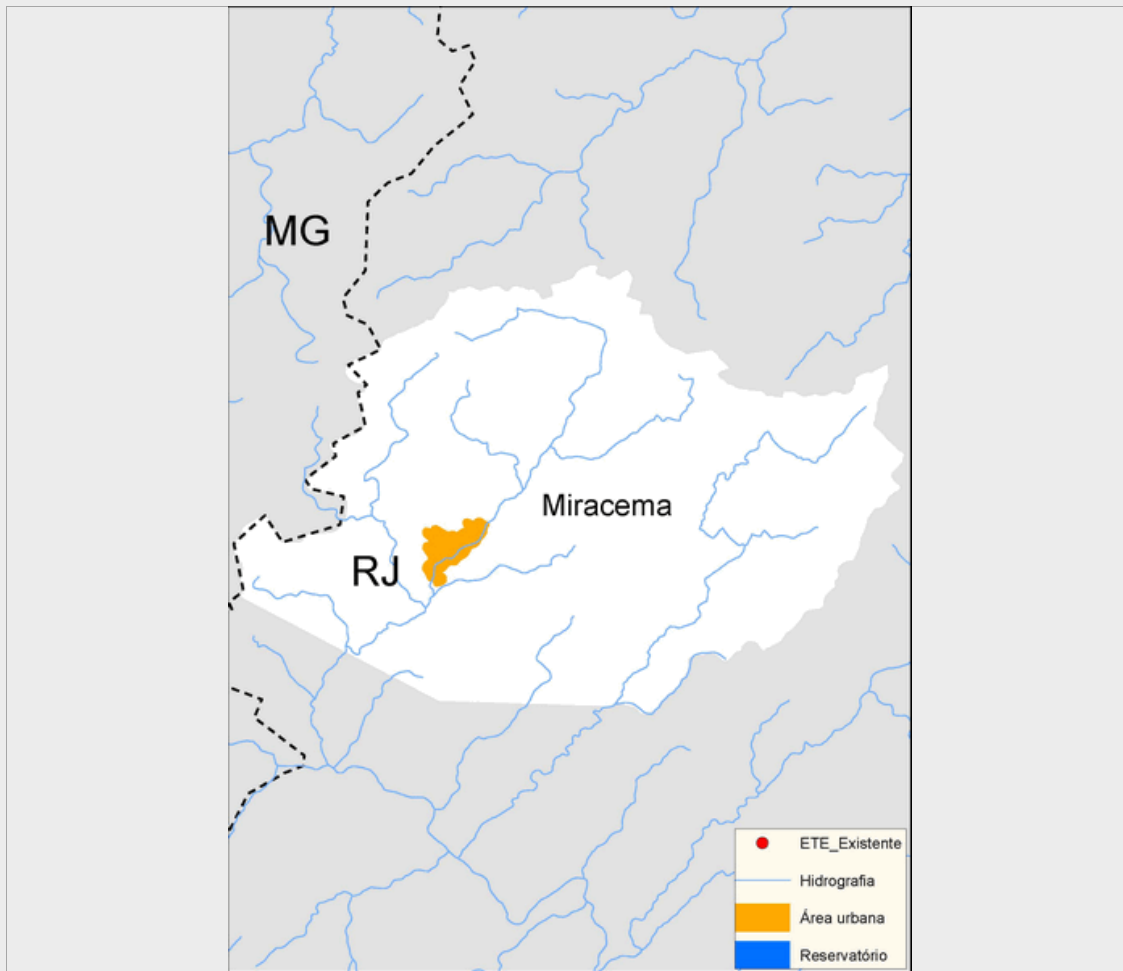 MG
Miracema
RJ
ETE_Existente
Hidrografia
Área urbana
Reservatório